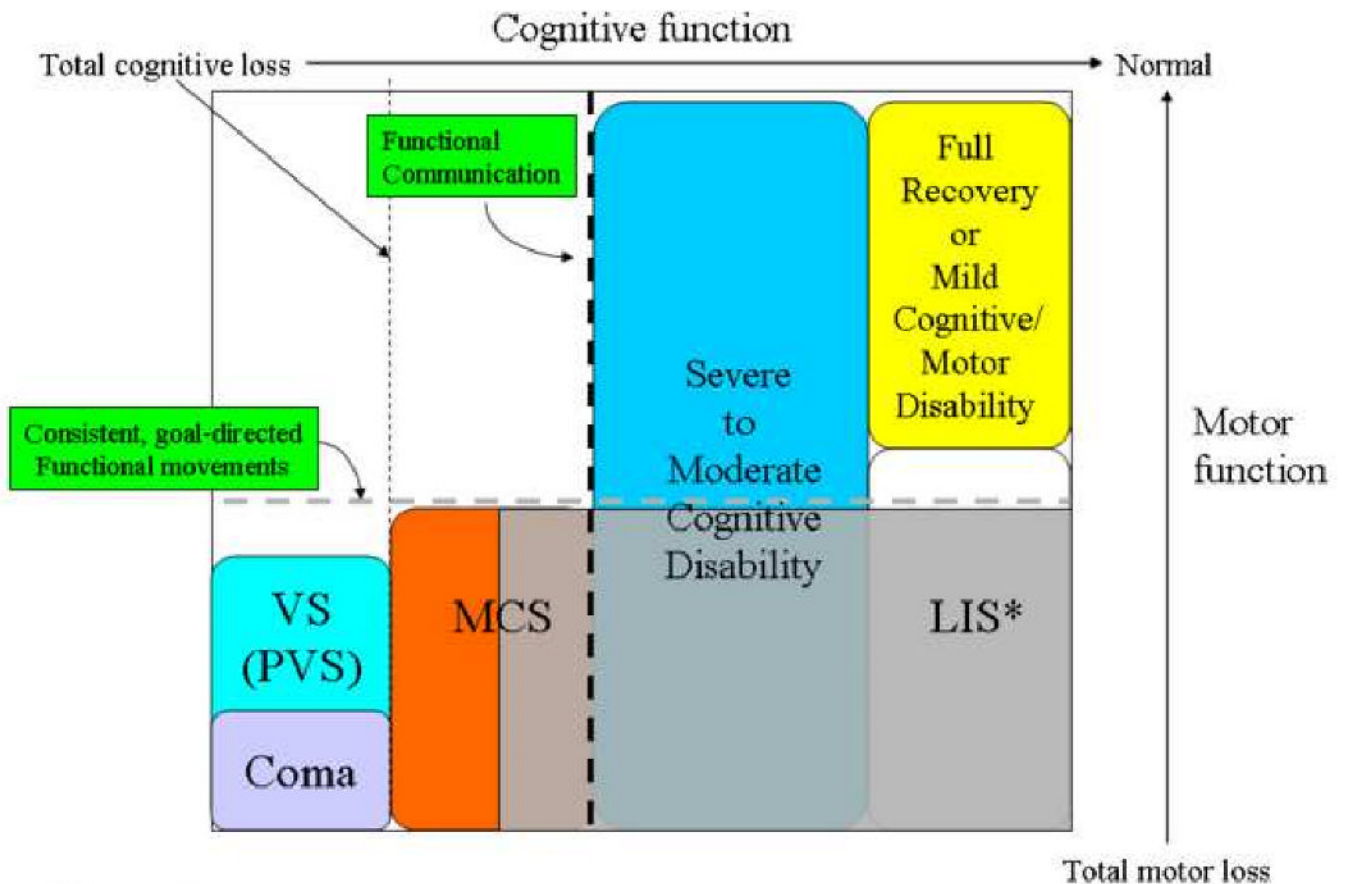 Cognitive function
Total cognitive loss
Normal
Functional
Communication
Full
Recovery
or
Mild
Cognitive/
Motor
Disability
Severe
to
Moderate
Cognitive
Disability
Consistent, goal-directed
Functional movements
Motor
function
VS
(PVS)
MCS
LIS*
Coma
Total motor loss